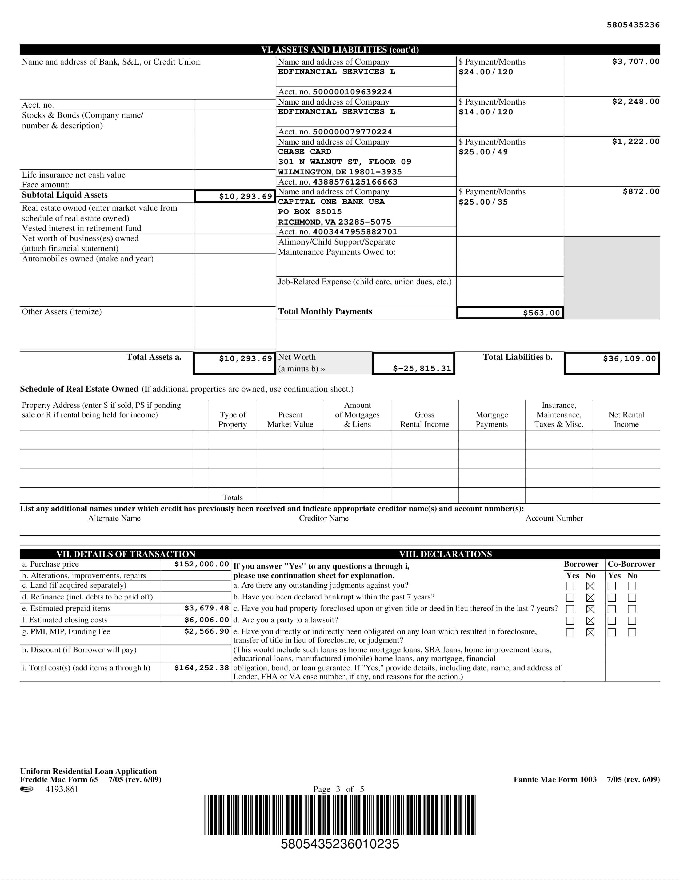 5805435236
VI. ASSETS AND LIABILITIES (cont'd)
Name and address of Bank, S&L, or Credit Union
Acct. no.
Stocks & Bonds (Company name/
number & description)
Life insurance net cash value
Face amount:
Subtotal Liquid Assets $10,293.69
Real estate owned (enter market value from
schedule of real estate owned)
Vested interest in refirement fund
Net worth of business(es) owned
(attach financial statement)
Automobiles owned (make and year)
Other Assets (itemize)
Name and address of Company $ Payment/Months $3,707.00
EDFINANCIAL SERVICES L $24.00/120
Acct. no. 500000109639224
Name and address of Company $ Payment/Months $2,248.00
EDFINANCIAL SERVICES L $14.00/120
Acct. no. 500000079770224
Name and address of Company $ Payment/Months $1,222.00
CHASE CARD $25.00/49
301 N WALNUT ST, FLOOR 09
WILMINGTON, DE 19801-3935
Acct. no. 4388576125166663
Name and address of Company $ Payment/Months $872.00
CAPITAL ONE BANK USA $25.00/35
PO BOX 85015
RICHMOND, VA 23285-5075
Acct. no. 4003447955882701
Alimony/Child Support/Separate
Maintenance Payments Owed to:
Job-Related Expense (child care, union dues, etc.)
Total Monthly Payments $563.00
Total Assets a. $10,293.69 Net Worth
(a minus b) » $-25,815.31 Total Liabilities b. $36,109.00
Schedule of Real Estate Owned (If additional properties are owned, use continuation sheet.)
Property Address (enter S if sold, PS if pending
sale or R if rental being held for income)
Type of
Property
Present
Market Value
Amount
of Mortgages
& Liens
Gross
Rental Income
Mortgage
Payments
Insurance,
Maintenance,
Taxes & Misc.
Net Rental
Income
Totals
List any additional names under which credit has previously been received and indicate appropriate creditor name(s) and account number(s):
Alternate Name Creditor Name Account Number
VII. DETAILS OF TRANSACTION
a. Purchase price $152,000.00
b. Alterations, improvements, repairs
c. Land (if acquired separately)
d. Refinance (incl. debts to be paid off)
e. Estimated prepaid items $3,679.48
f. Estimated closing costs $6,006.00
g. PMI, MIP, Funding Fee $2,566.90
h. Discount (if Borrower will pay)
i. Total cost(s) (add items a through h) $164,252.38
VIII. DECLARATIONS
If you answer "Yes" to any questions a through i,
please use continuation sheet for explanation.
Borrower Co-Borrower
Yes No Yes No
a. Are there any outstanding judgments against you?
b. Have you been declared bankrupt within the past 7 years?
c. Have you had property foreclosed upon or given title or deed in lieu thereof in the last 7 years?
d. Are you a party to a lawsuit?
e. Have you directly or indirectly been obligated on any loan which resulted in foreclosure,
transfer of title in lieu of foreclosure, or judgment?
(This would include such loans as home mortgage loans, SBA loans, home improvement loans,
educational loans, manufactured (mobile) home loans, any mortgage, financial
obligation, bond, or loan guarantee. If "Yes," provide details, including date, name, and address of
Lender, FHA or VA case number, if any, and reasons for the action.)
Uniform Residential Loan Application
Freddie Mac Form 65 7/05 (rev. 6/09) Fannie Mae Form 1003 7/05 (rev. 6/09)
4193.861 Page 3 of 5
5805435236010235